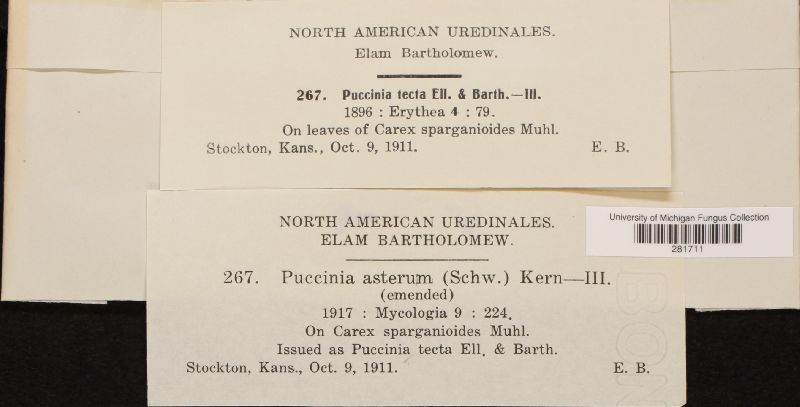 NORTH AMERICAN UREDINALES.
Elam Bartholomew.
267. Puccinia tecta Ell. & Barth.—III.
1896 : Erythea 4 : 79.
On leaves of Carex sparganioides Muhl.
Stockton, Kans., Oct. 9, 1911. E. B.
University of Michigan Fungus Collection
281711
NORTH AMERICAN UREDINALES.
ELAM BARTHOLOMEW.
267. Puccinia asterum (Schw.) Kern—III.
(emended)
1917 : Mycologia 9 : 224.
On Carex sparganioides Muhl.
Issued as Puccinia tecta Ell. & Barth.
Stockton, Kans., Oct. 9, 1911. E. B.
BON